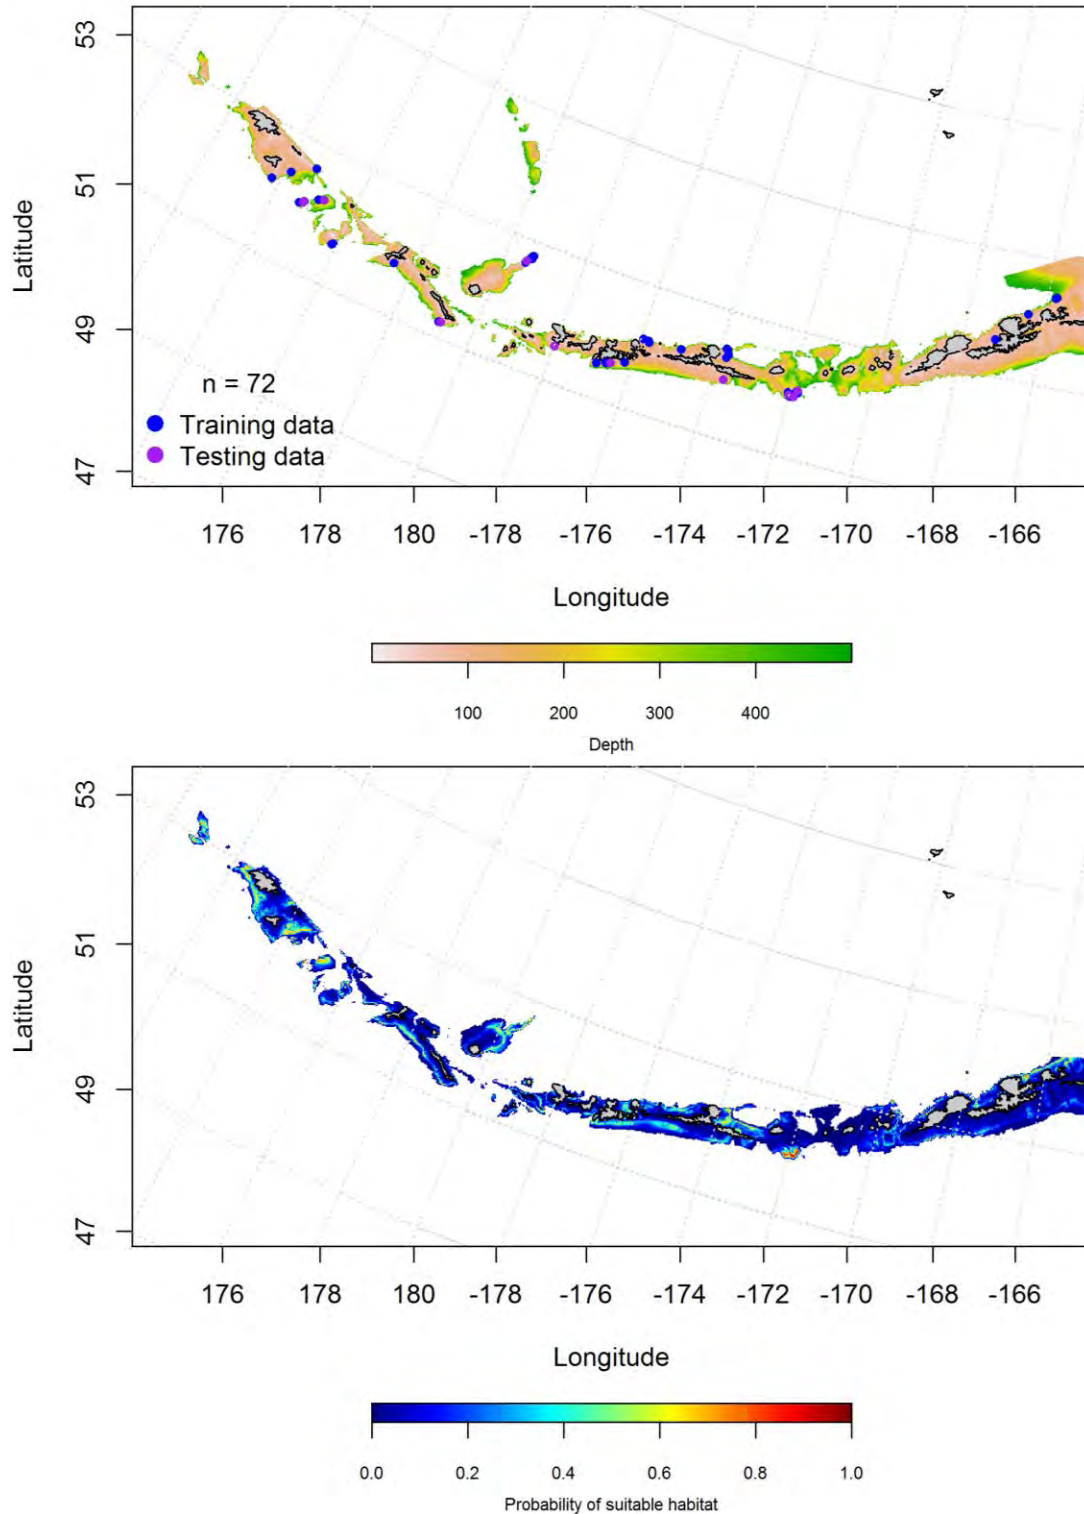 53
51
49
47
Latitude
n = 72
Training data
Testing data
176 178 180 -178 -176 -174 -172 -170 -168 -166
Longitude
100 200 300 400
Depth
53
51
49
47
Latitude
176 178 180 -178 -176 -174 -172 -170 -168 -166
Longitude
0.0 0.2 0.4 0.6 0.8 1.0
Probability of suitable habitat